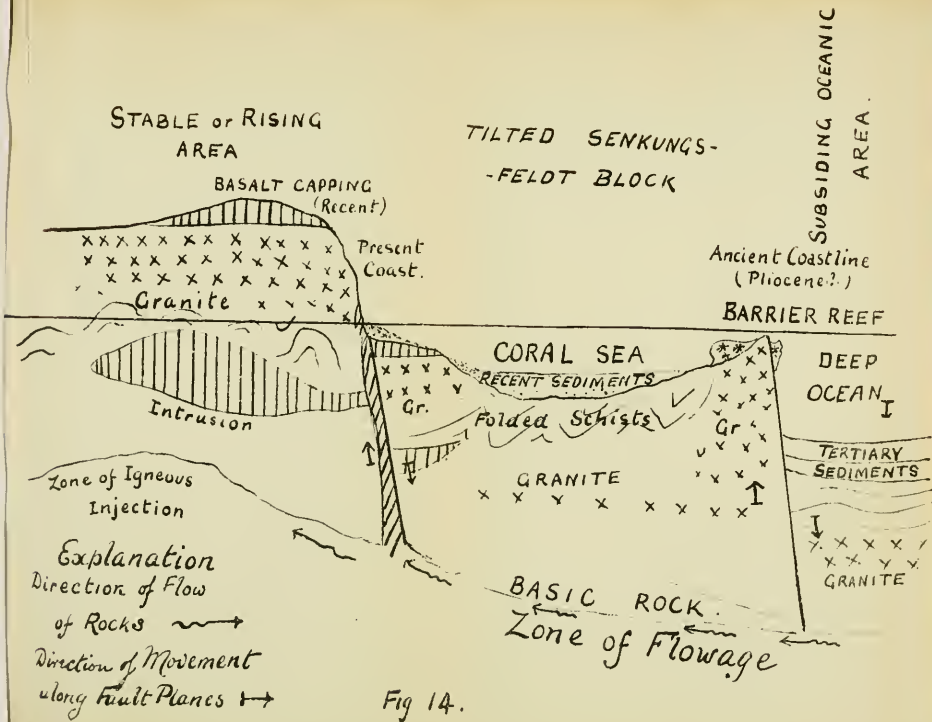 STABLE or RISING
AREA
BASALT CAPPING
(Recent)
Present
Coast.
Granite
Intrusion
Zone of Igneous
Injection
TILTED SENKUNGS-
-FELDT BLOCK
SUBSIDING OCEANIC
AREA.
Ancient Coastline
(Pliocene?)
BARRIER REEF
CORAL SEA
RECENT SEDIMENTS
Gr.
Folded Schists
Gr
GRANITE
DEEP
OCEAN
TERTIARY
SEDIMENTS
GRANITE
BASIC ROCK.
Zone of Flowage
Explanation
Direction of Flow
of Rocks
Direction of Movement
along Fault Planes
Fig 14.